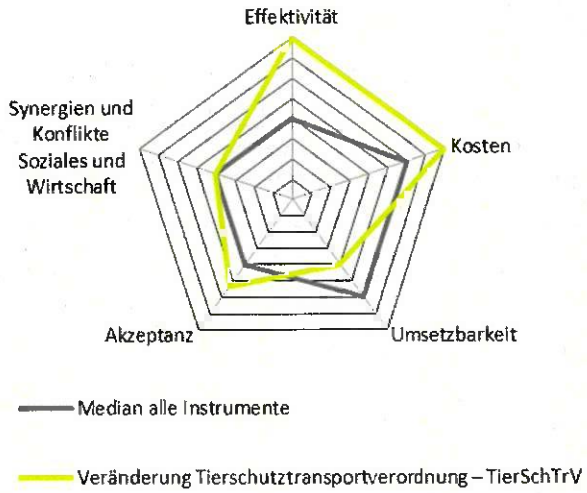 Effektivität
Synergien und
Konflikte
Soziales und
Wirtschaft
Kosten
Akzeptanz
Umsetzbarkeit
Median alle Instrumente
Veränderung Tierschutztransportverordnung – TierSchTrV